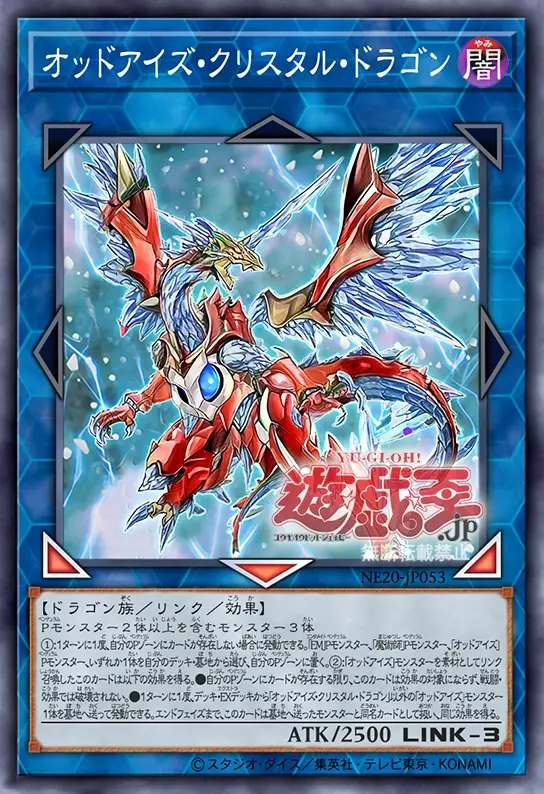 オッドアイズ・クリスタル・ドラゴン
闇
YU-GI-OH!
遊戯王.jp
無断転載禁止
NE20-JP053
【ドラゴン族／リンク／効果】
Pモンスター２体以上を含むモンスター３体
①：1ターンに1度、自分のPゾーンにカードが存在しない場合に発動できる。「EM」Pモンスター、「魔術師」Pモンスター、「オッドアイズ」
Pモンスター、いずれか1体を自分のデッキ・墓地から選び、自分のPゾーンに置く。②：「オッドアイズ」モンスターを素材としてリンク
召喚したこのカードは以下の効果を得る。●自分のPゾーンにカードが存在する限り、このカードは効果の対象にならず、戦闘・
効果では破壊されない。●1ターンに1度、デッキ・EXデッキから「オッドアイズ・クリスタル・ドラゴン」以外の「オッドアイズ」モンスター
1体を墓地へ送って発動できる。エンドフェイズまで、このカードは墓地へ送ったモンスターと同名カードとして扱い、同じ効果を得る。
ATK/2500 LINK-3
©スタジオ・ダイス／集英社・テレビ東京・KONAMI